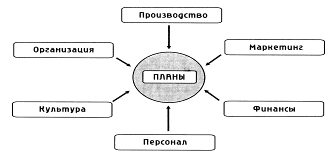 Производство
Организация
Маркетинг
ПЛАНЫ
Культура
Финансы
Персонал